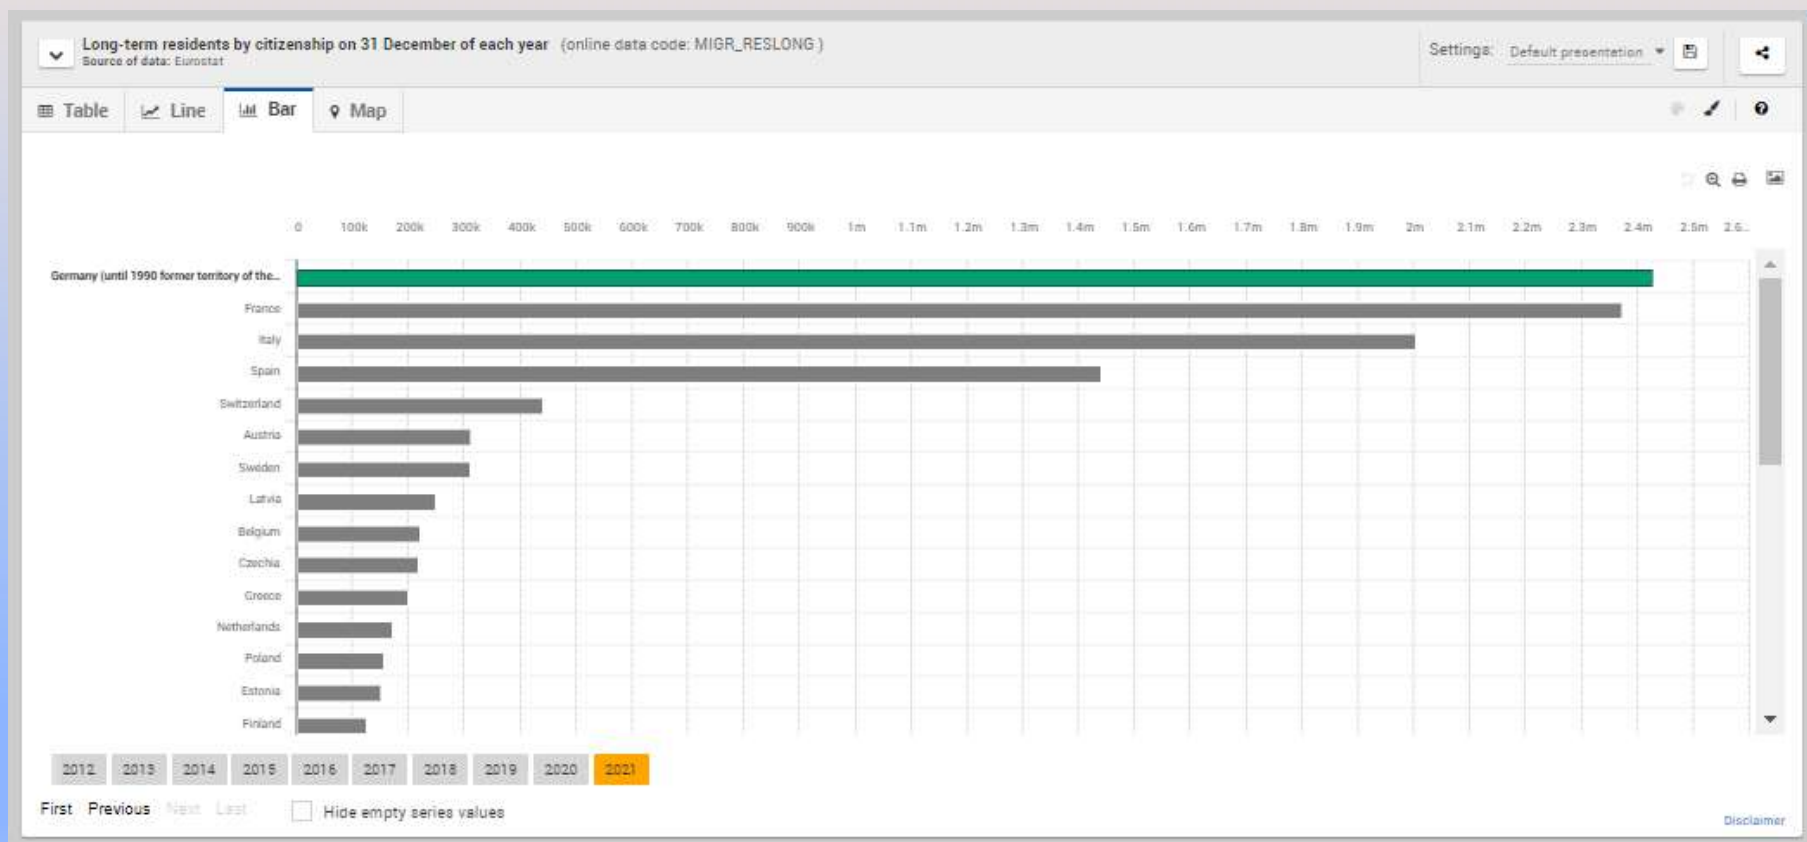 Long-term residents by citizenship on 31 December of each year (online data code: MIGR_RESLONG )
Source of data: Eurostat
Settings: Default presentation
Table Line Bar Map
0 100k 200k 300k 400k 500k 600k 700k 800k 900k 1m 1.1m 1.2m 1.3m 1.4m 1.5m 1.6m 1.7m 1.8m 1.9m 2m 2.1m 2.2m 2.3m 2.4m 2.5m 2.6...
Germany (until 1990 former territory of the...
France
Italy
Spain
Switzerland
Austria
Sweden
Latvia
Belgium
Czechia
Greece
Netherlands
Poland
Estonia
Finland
2012 2013 2014 2015 2016 2017 2018 2019 2020 2021
First Previous Next Last
Hide empty series values
Disclaimer